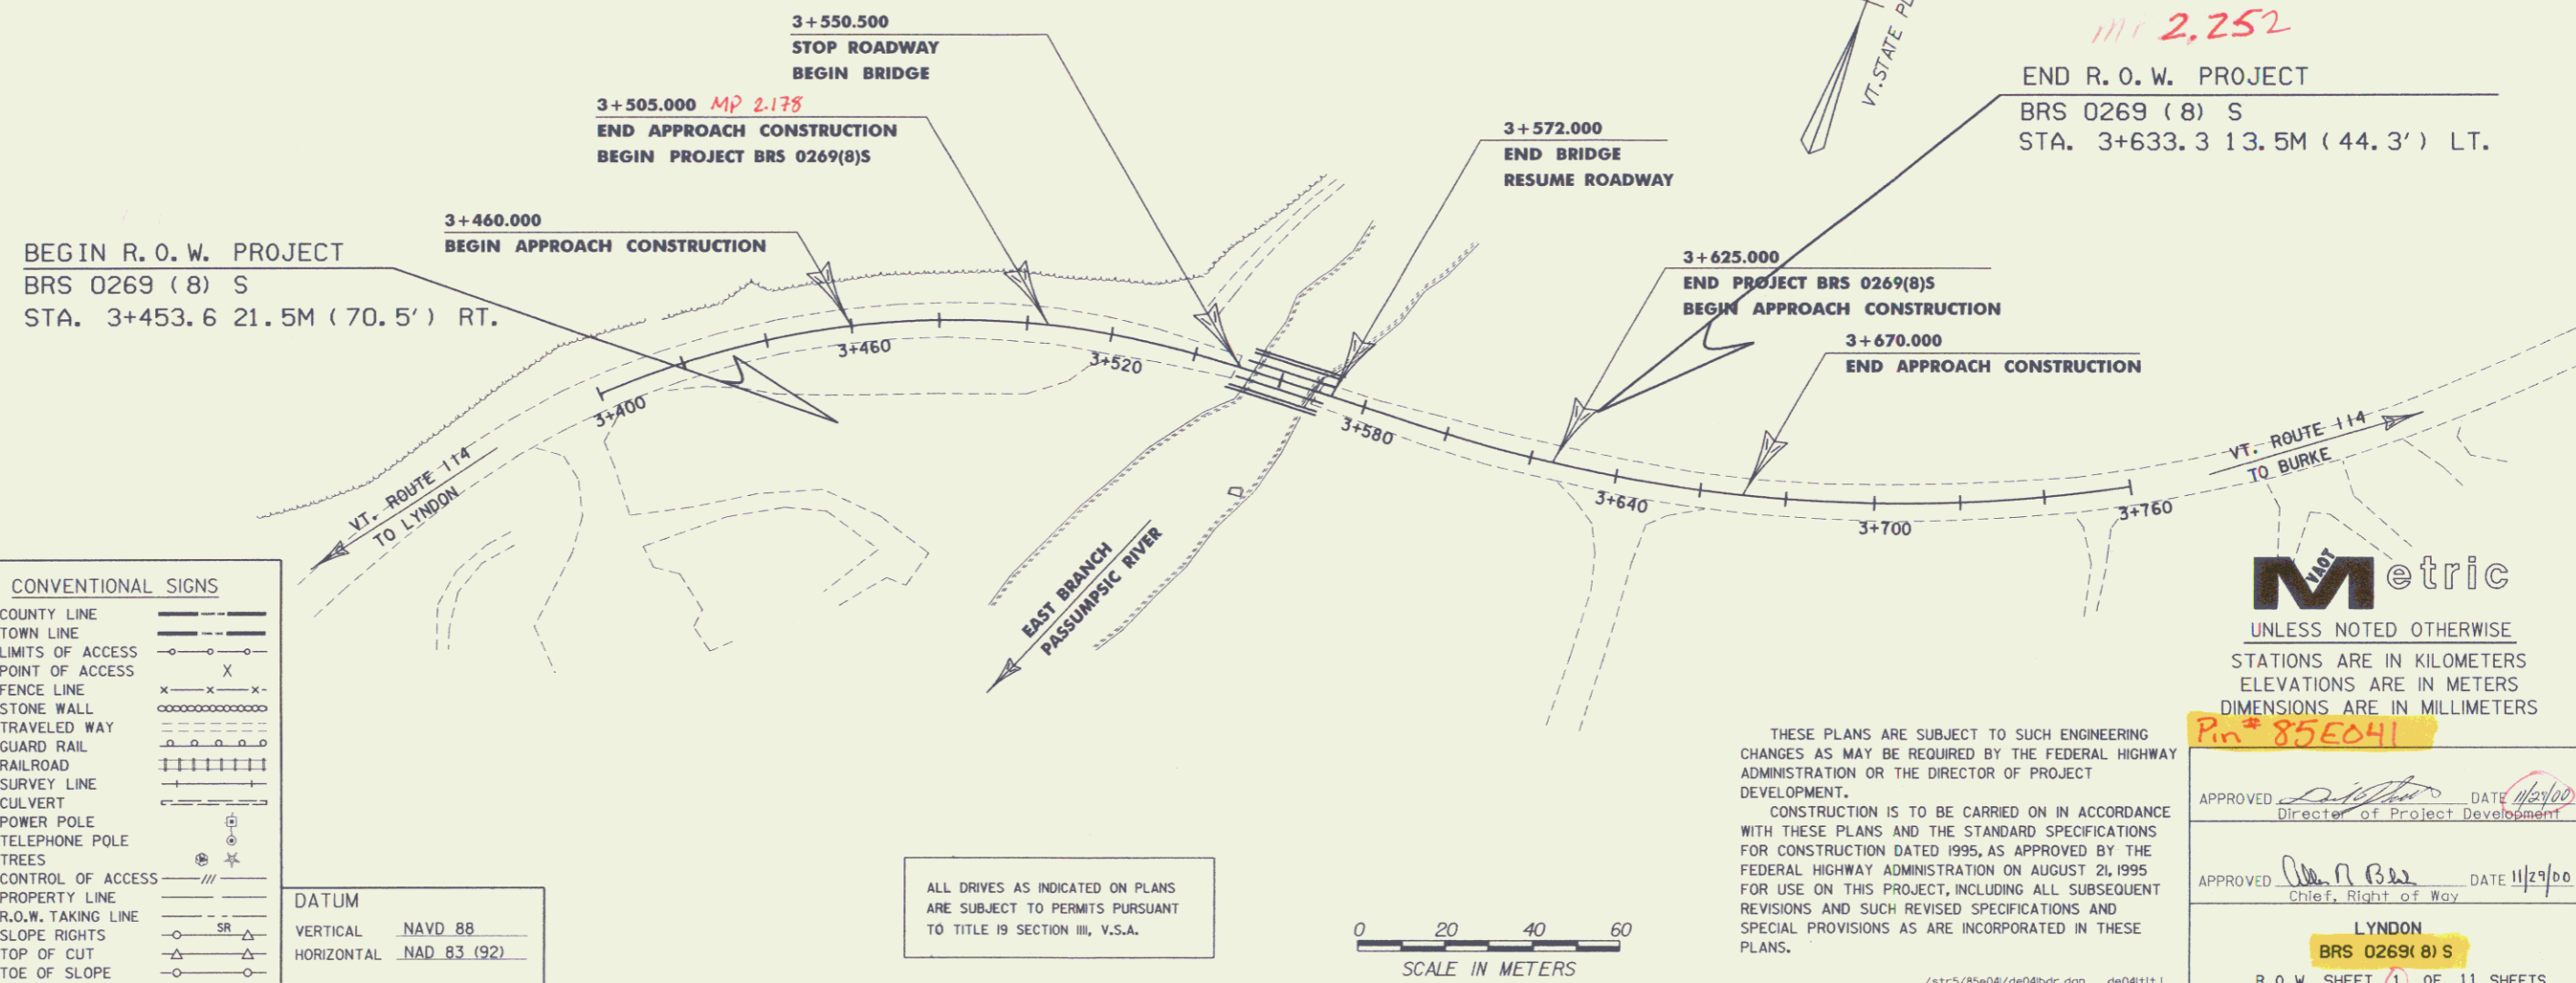 3+550.500
STOP ROADWAY
BEGIN BRIDGE
3+505.000 MP 2.178
END APPROACH CONSTRUCTION
BEGIN PROJECT BRS 0269(8)S
3+460.000
BEGIN APPROACH CONSTRUCTION
BEGIN R.O.W. PROJECT
BRS 0269 (8) S
STA. 3+453.6 21.5M (70.5') RT.
3+572.000
END BRIDGE
RESUME ROADWAY
VT. STATE
2.252
END R.O.W. PROJECT
BRS 0269 (8) S
STA. 3+633.3 13.5M (44.3') LT.
3+625.000
END PROJECT BRS 0269(8)S
BEGIN APPROACH CONSTRUCTION
3+670.000
END APPROACH CONSTRUCTION
3+400
3+460
3+520
3+580
3+640
3+700
3+760
VT. ROUTE 114
TO LYNDON
VT. ROUTE 114
TO BURKE
EAST BRANCH
PASSUMPSIC RIVER
CONVENTIONAL SIGNS
COUNTY LINE
TOWN LINE
LIMITS OF ACCESS
POINT OF ACCESS X
FENCE LINE
STONE WALL
TRAVELED WAY
GUARD RAIL
RAILROAD
SURVEY LINE
CULVERT
POWER POLE
TELEPHONE POLE
TREES
CONTROL OF ACCESS
PROPERTY LINE
R.O.W. TAKING LINE
SLOPE RIGHTS SR
TOP OF CUT
TOE OF SLOPE
DATUM
VERTICAL NAVD 88
HORIZONTAL NAD 83 (92)
ALL DRIVES AS INDICATED ON PLANS
ARE SUBJECT TO PERMITS PURSUANT
TO TITLE 19 SECTION 1111, V.S.A.
0 20 40 60
SCALE IN METERS
THESE PLANS ARE SUBJECT TO SUCH ENGINEERING
CHANGES AS MAY BE REQUIRED BY THE FEDERAL HIGHWAY
ADMINISTRATION OR THE DIRECTOR OF PROJECT
DEVELOPMENT.
CONSTRUCTION IS TO BE CARRIED ON IN ACCORDANCE
WITH THESE PLANS AND THE STANDARD SPECIFICATIONS
FOR CONSTRUCTION DATED 1995, AS APPROVED BY THE
FEDERAL HIGHWAY ADMINISTRATION ON AUGUST 21, 1995
FOR USE ON THIS PROJECT, INCLUDING ALL SUBSEQUENT
REVISIONS AND SUCH REVISED SPECIFICATIONS AND
SPECIAL PROVISIONS AS ARE INCORPORATED IN THESE
PLANS.
VAOT
Metric
UNLESS NOTED OTHERWISE
STATIONS ARE IN KILOMETERS
ELEVATIONS ARE IN METERS
DIMENSIONS ARE IN MILLIMETERS
Pin # 85E041
APPROVED DATE 11/29/00
Director of Project Development
APPROVED DATE 11/29/00
Chief, Right of Way
LYNDON
BRS 0269(8) S
R.O.W. SHEET 1 OF 11 SHEETS